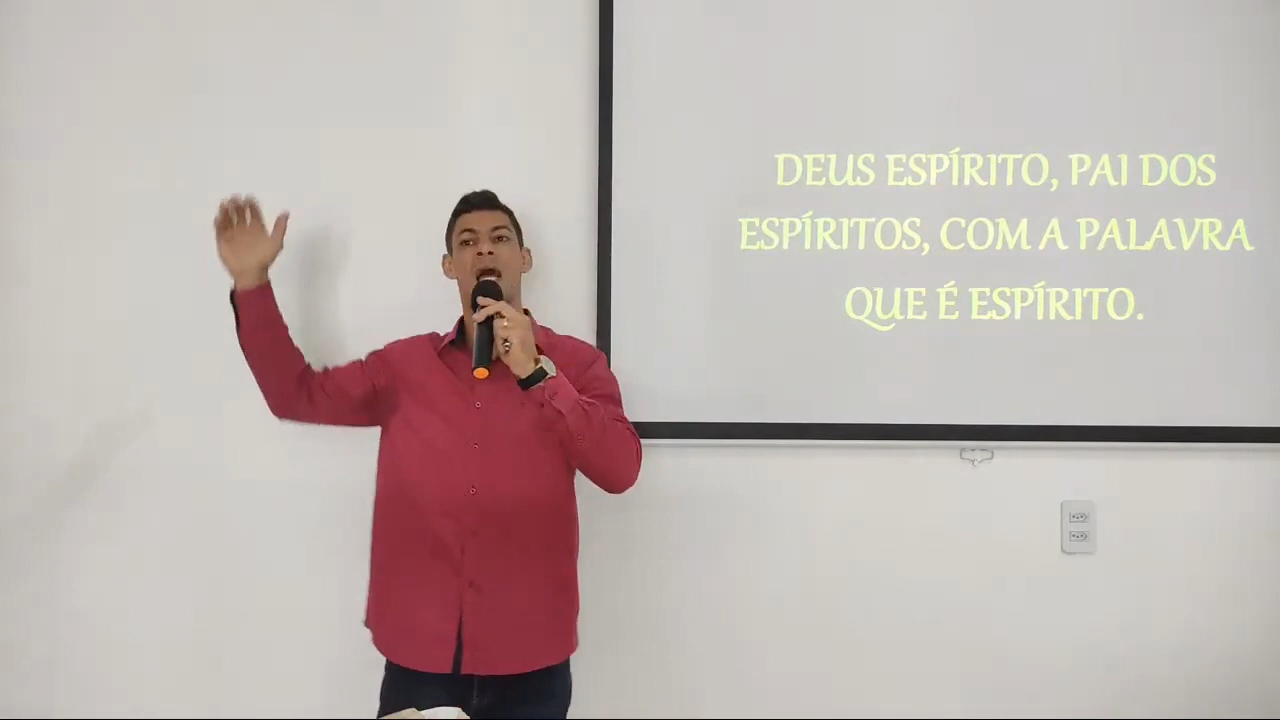 DEUS ESPÍRITO, PAI DOS
ESPÍRITOS, COM A PALAVRA
QUE É ESPÍRITO.